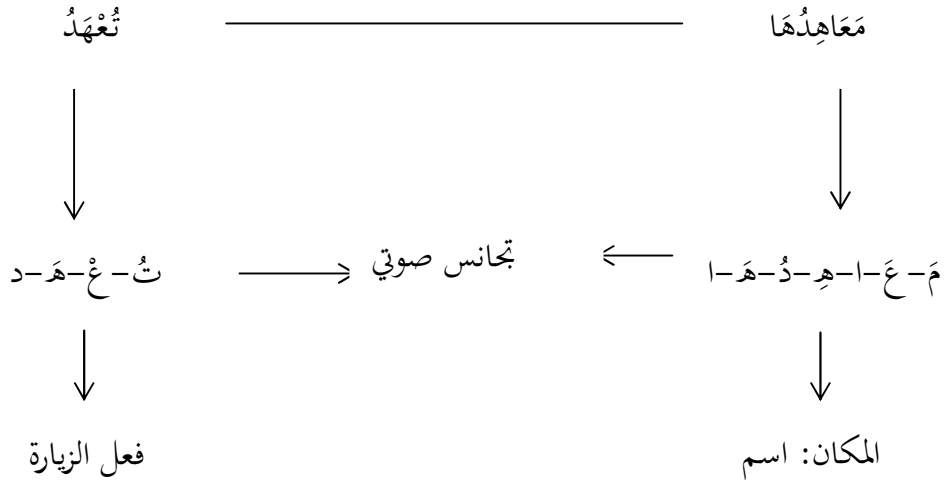 مَعَاهِدُهَا تُعْهَدُ
مَ-عَ-ا-هِ-دُ-هَ-ا تجانس صوتي تُ-عْ-هَ-د
المكان: اسم فعل الزيارة